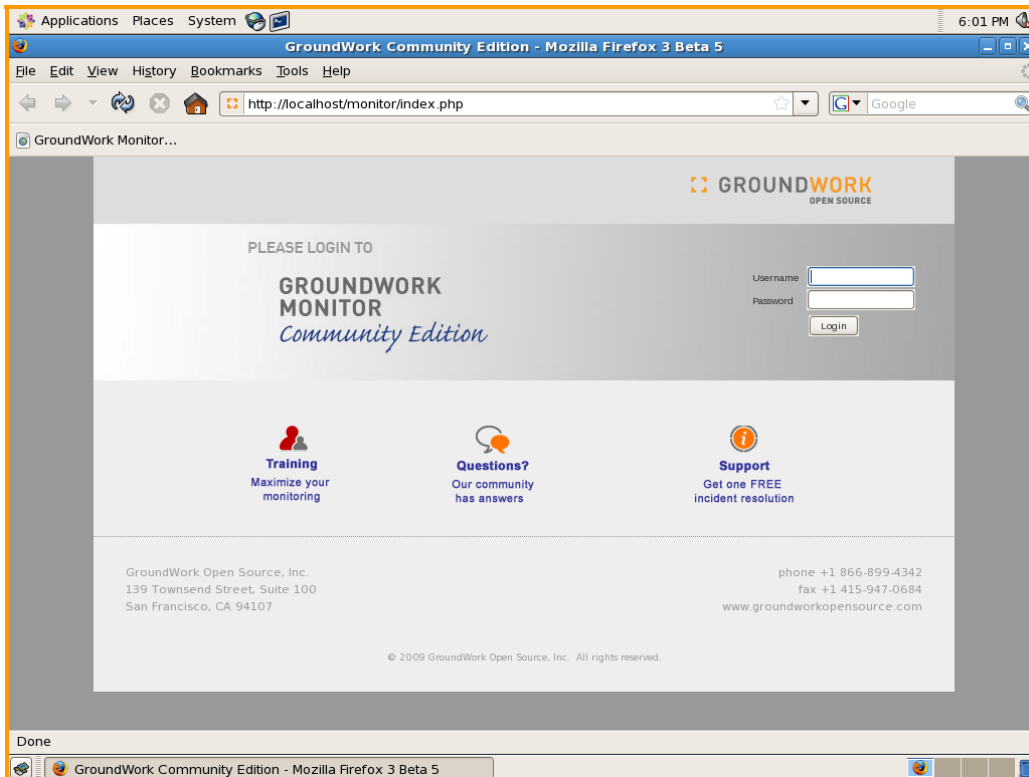 Applications Places System
6:01 PM
GroundWork Community Edition - Mozilla Firefox 3 Beta 5
File Edit View History Bookmarks Tools Help
http://localhost/monitor/index.php
Google
GroundWork Monitor...
GROUNDWORK
OPEN SOURCE
PLEASE LOGIN TO
GROUNDWORK
MONITOR
Community Edition
Username
Password
Login
Training
Maximize your
monitoring
Questions?
Our community
has answers
Support
Get one FREE
incident resolution
GroundWork Open Source, Inc.
139 Townsend Street, Suite 100
San Francisco, CA 94107
phone +1 866-899-4342
fax +1 415-947-0684
www.groundworkopensource.com
© 2009 GroundWork Open Source, Inc. All rights reserved.
Done
GroundWork Community Edition - Mozilla Firefox 3 Beta 5